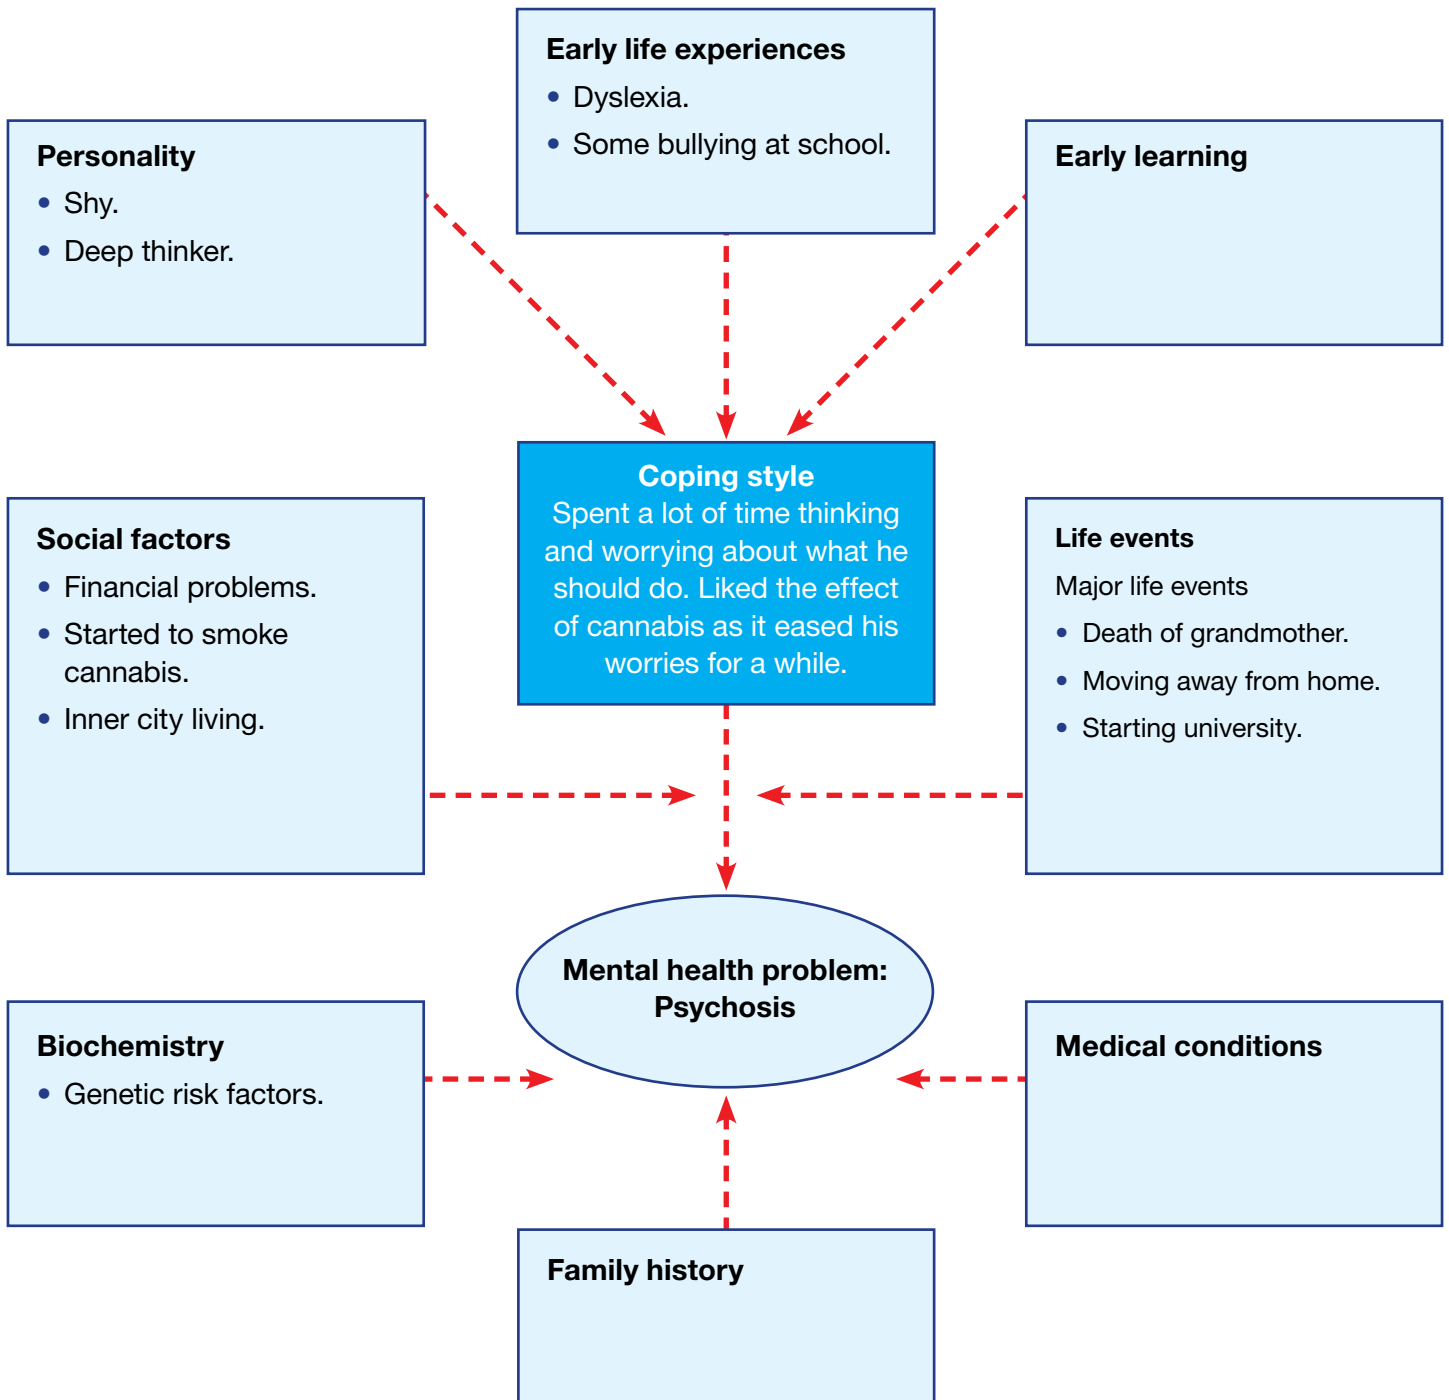 Early life experiences
• Dyslexia.
• Some bullying at school.
Personality
• Shy.
• Deep thinker.
Early learning
Coping style
Spent a lot of time thinking
and worrying about what he
should do. Liked the effect
of cannabis as it eased his
worries for a while.
Social factors
• Financial problems.
• Started to smoke
cannabis.
• Inner city living.
Life events
Major life events
• Death of grandmother.
• Moving away from home.
• Starting university.
Mental health problem:
Psychosis
Biochemistry
• Genetic risk factors.
Medical conditions
Family history